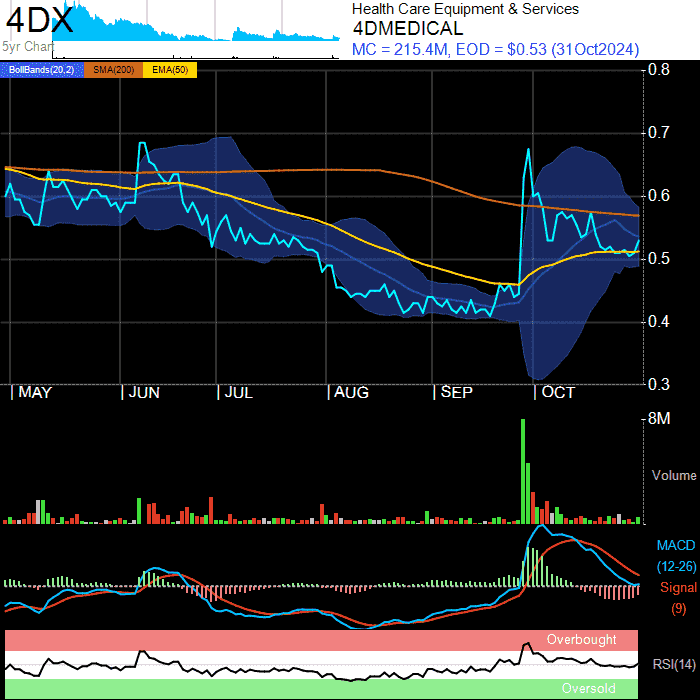 4DX
5yr Chart
Health Care Equipment & Services
4DMEDICAL
MC = 215.4M, EOD = $0.53 (31Oct2024)
BollBands(20,2) SMA(200) EMA(50)
0.8
0.7
0.6
0.5
0.4
0.3
MAY JUN JUL AUG SEP OCT
8M
Volume
MACD
(12-26)
Signal
(9)
Overbought
RSI(14)
Oversold